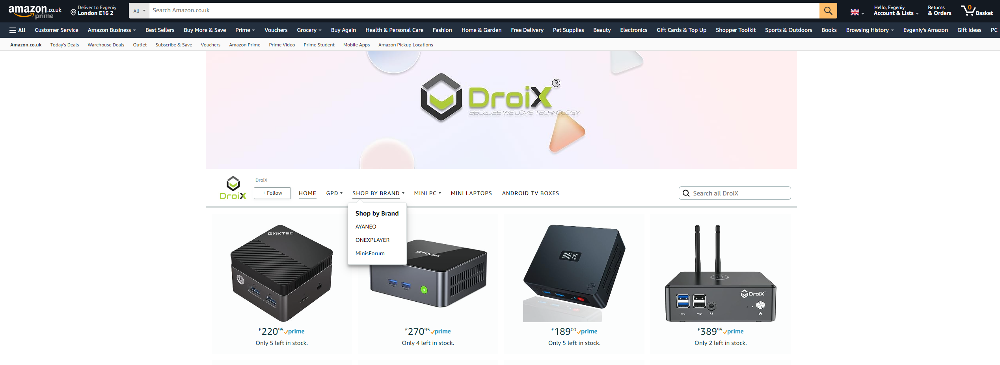 amazon.co.uk
prime
Deliver to Evgeniy
London E16 2
All
Search Amazon.co.uk
Hello, Evgeniy
Account & Lists
Returns
& Orders
0
Basket
All Customer Service Amazon Business Best Sellers Buy More & Save Prime Vouchers Grocery Buy Again Health & Personal Care Fashion Home & Garden Free Delivery Pet Supplies Beauty Electronics Gift Cards & Top Up Shopper Toolkit Sports & Outdoors Books Browsing History Evgeniy's Amazon Gift Ideas PC
Amazon.co.uk Today's Deals Warehouse Deals Outlet Subscribe & Save Vouchers Amazon Prime Prime Video Prime Student Mobile Apps Amazon Pickup Locations
DroiX®
BECAUSE WE LOVE TECHNOLOGY
DroiX
DroiX
+ Follow
HOME GPD SHOP BY BRAND MINI PC MINI LAPTOPS ANDROID TV BOXES
Search all DroiX
Shop by Brand
AYANEO
ONEXPLAYER
MinisForum
GMKTEC
GMKtec
MINI PC
intel
DroiX
£220.95 prime
Only 5 left in stock.
£270.95 prime
Only 4 left in stock.
£189.00 prime
Only 5 left in stock.
£389.95 prime
Only 2 left in stock.